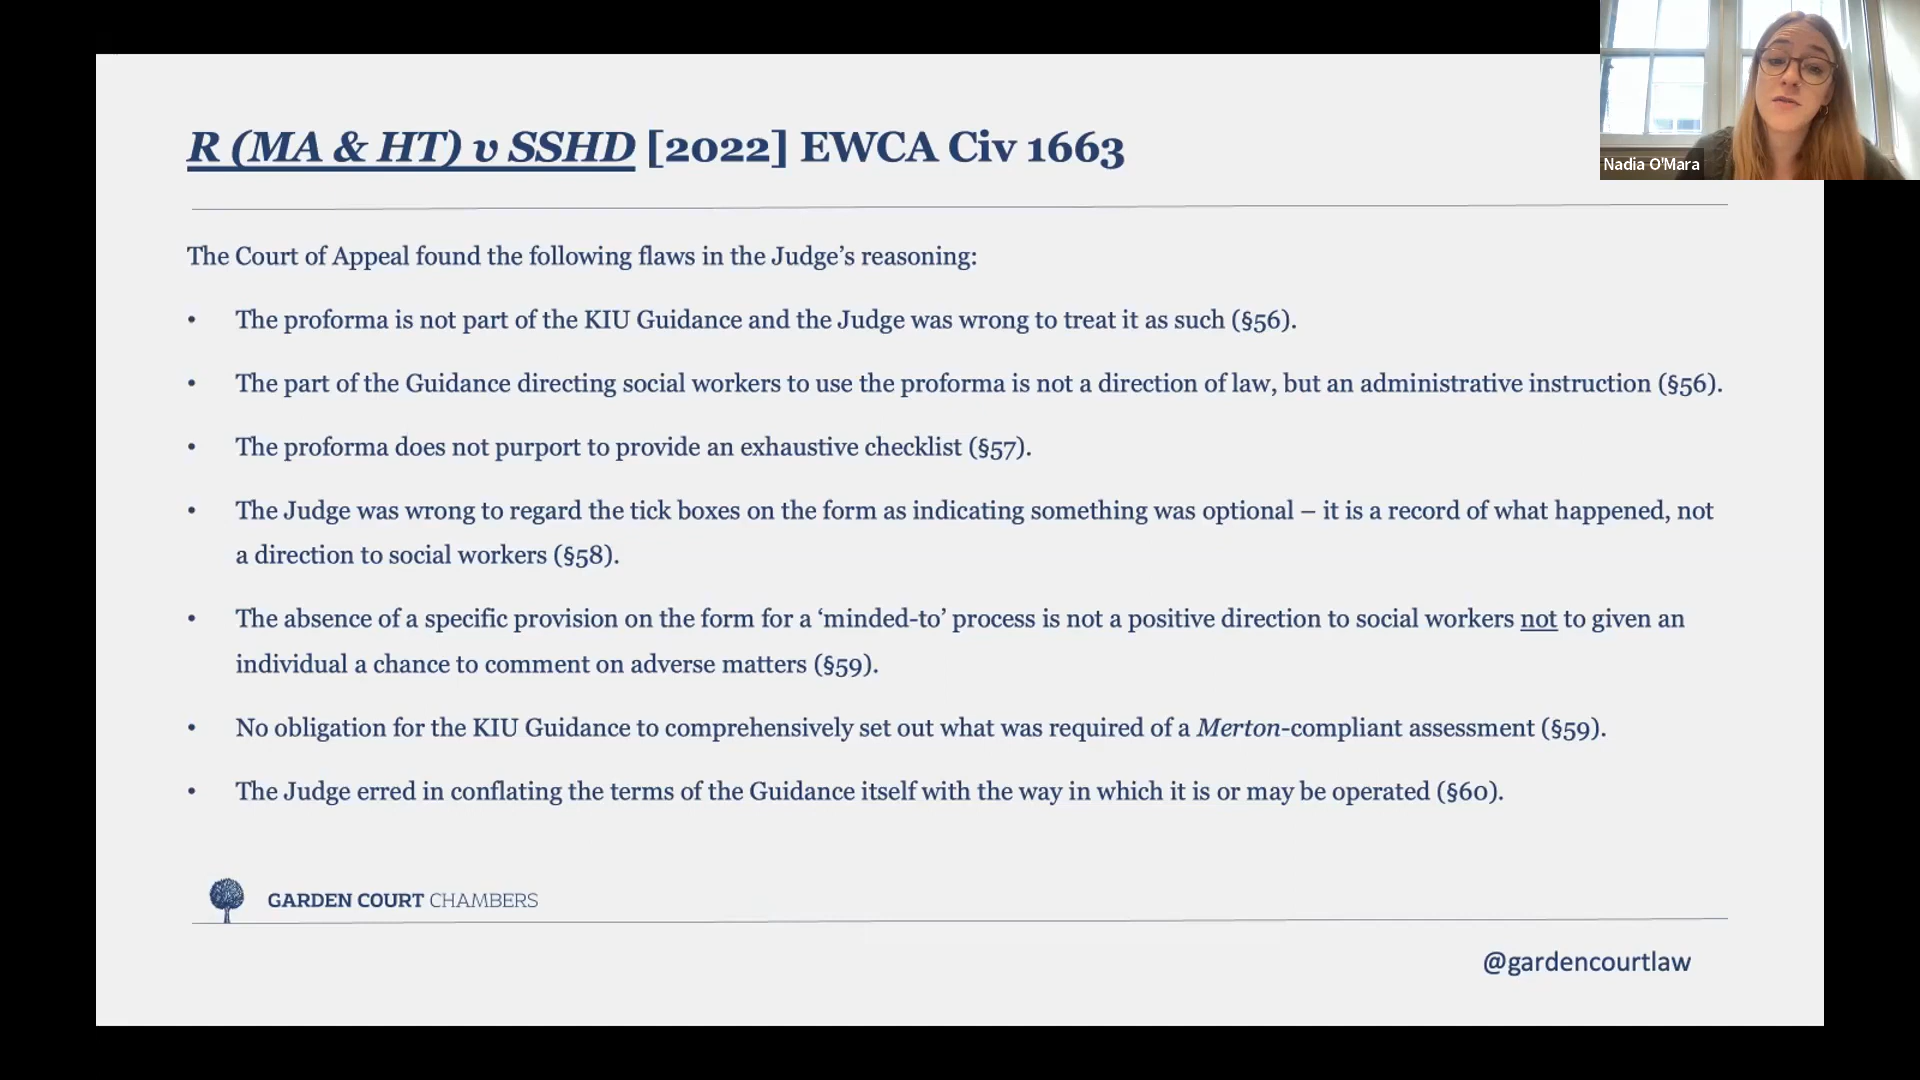 R (MA & HT) v SSHD [2022] EWCA Civ 1663
Nadia O'Mara
The Court of Appeal found the following flaws in the Judge’s reasoning:
• The proforma is not part of the KIU Guidance and the Judge was wrong to treat it as such (§56).
• The part of the Guidance directing social workers to use the proforma is not a direction of law, but an administrative instruction (§56).
• The proforma does not purport to provide an exhaustive checklist (§57).
• The Judge was wrong to regard the tick boxes on the form as indicating something was optional – it is a record of what happened, not
a direction to social workers (§58).
• The absence of a specific provision on the form for a ‘minded-to’ process is not a positive direction to social workers not to given an
individual a chance to comment on adverse matters (§59).
• No obligation for the KIU Guidance to comprehensively set out what was required of a Merton-compliant assessment (§59).
• The Judge erred in conflating the terms of the Guidance itself with the way in which it is or may be operated (§60).
GARDEN COURT CHAMBERS
@gardencourtlaw